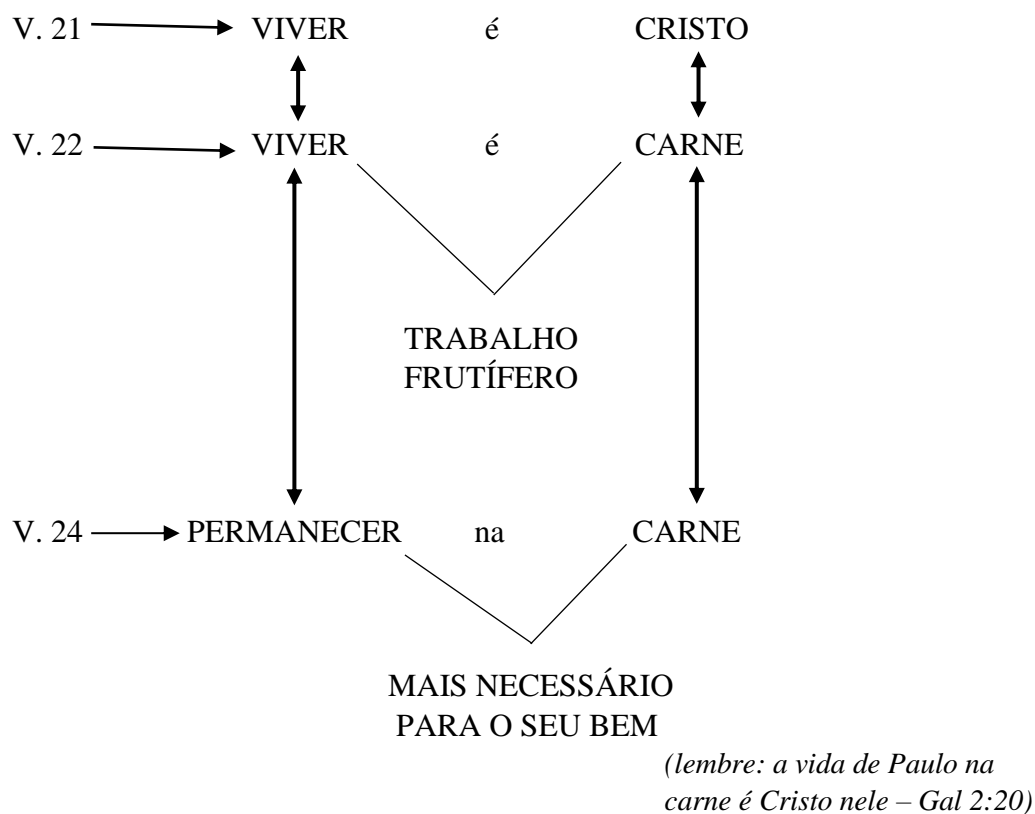 V. 21 VIVER é CRISTO
V. 22 VIVER é CARNE
TRABALHO
FRUTÍFERO
V. 24 PERMANECER na CARNE
MAIS NECESSÁRIO
PARA O SEU BEM
(lembre: a vida de Paulo na
carne é Cristo nele – Gal 2:20)